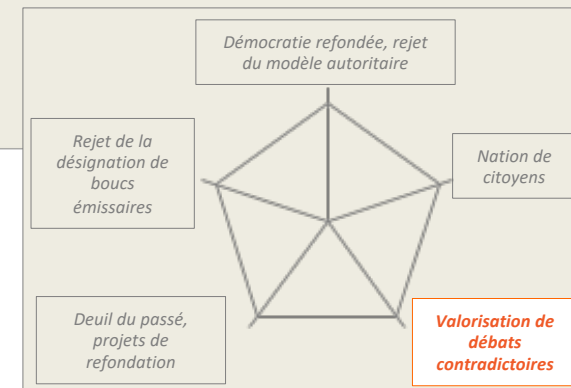 Démocratie refondée, rejet
du modèle autoritaire
Rejet de la
désignation de
boucs
émissaires
Nation de
citoyens
Deuil du passé,
projets de
refondation
Valorisation de
débats
contradictoires